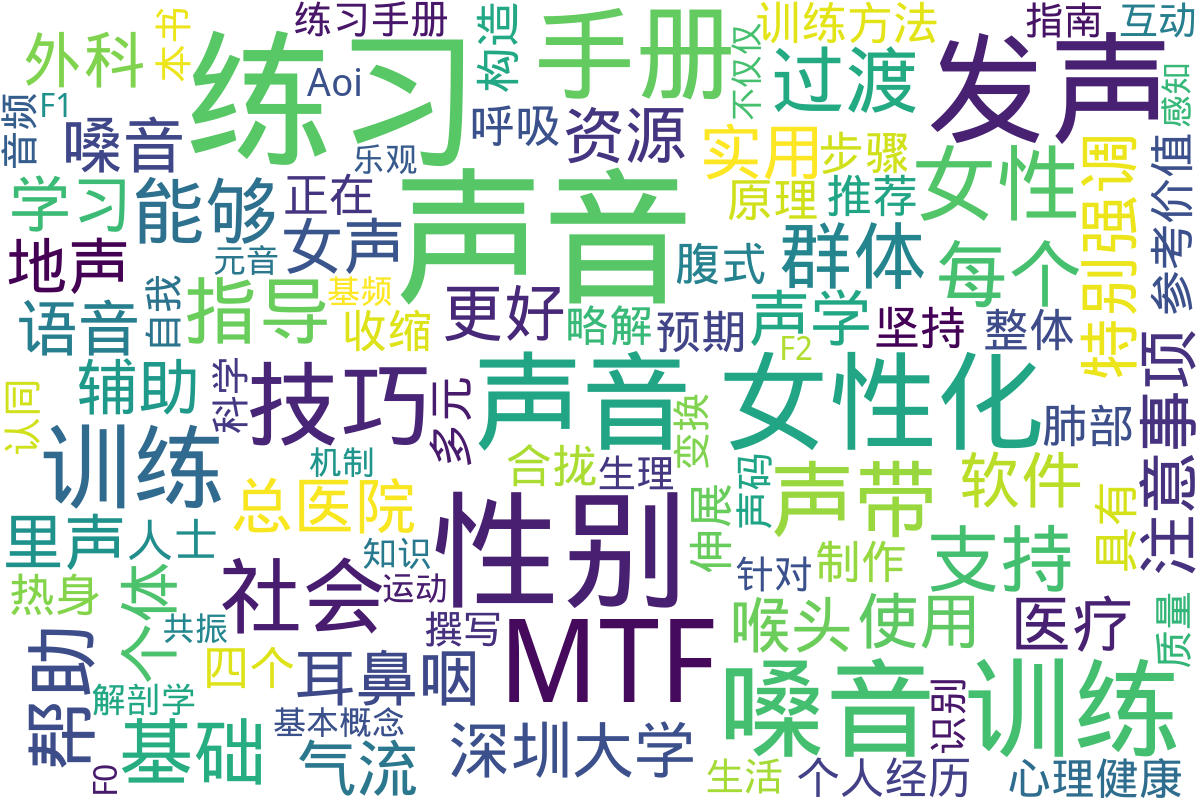 练习手册
训练方法
指南
互动
外科
本书
练习
构造
手册
不仅仅
过渡
发声
感知
Aoi
F1
音频
嗓音
呼吸
资源
实用
步骤
女性
特别强调
参考价值
乐观
学习
能够
正在
原理
推荐
声音
女声
群体
每个
地声
元音
腹式
自我
指导
基频
更好
语音
收缩
略解
预期
声学
坚持
整体
F2
注意事项
辅助
科学
技巧
多元
声音
女性化
变换
肺部
认同
训练
机制
合拢
生理
声码
声带
软件
总医院
性别
伸展
具有
里声
人士
知识
针对
制作
支持
热身
个体
社会
运动
喉头
使用
医疗
质量
共振
撰写
MTF
帮助
四个
耳鼻咽
嗓音训练
识别
解剖学
基本概念
基础
气流
深圳大学
F0
生活
个人经历
心理健康